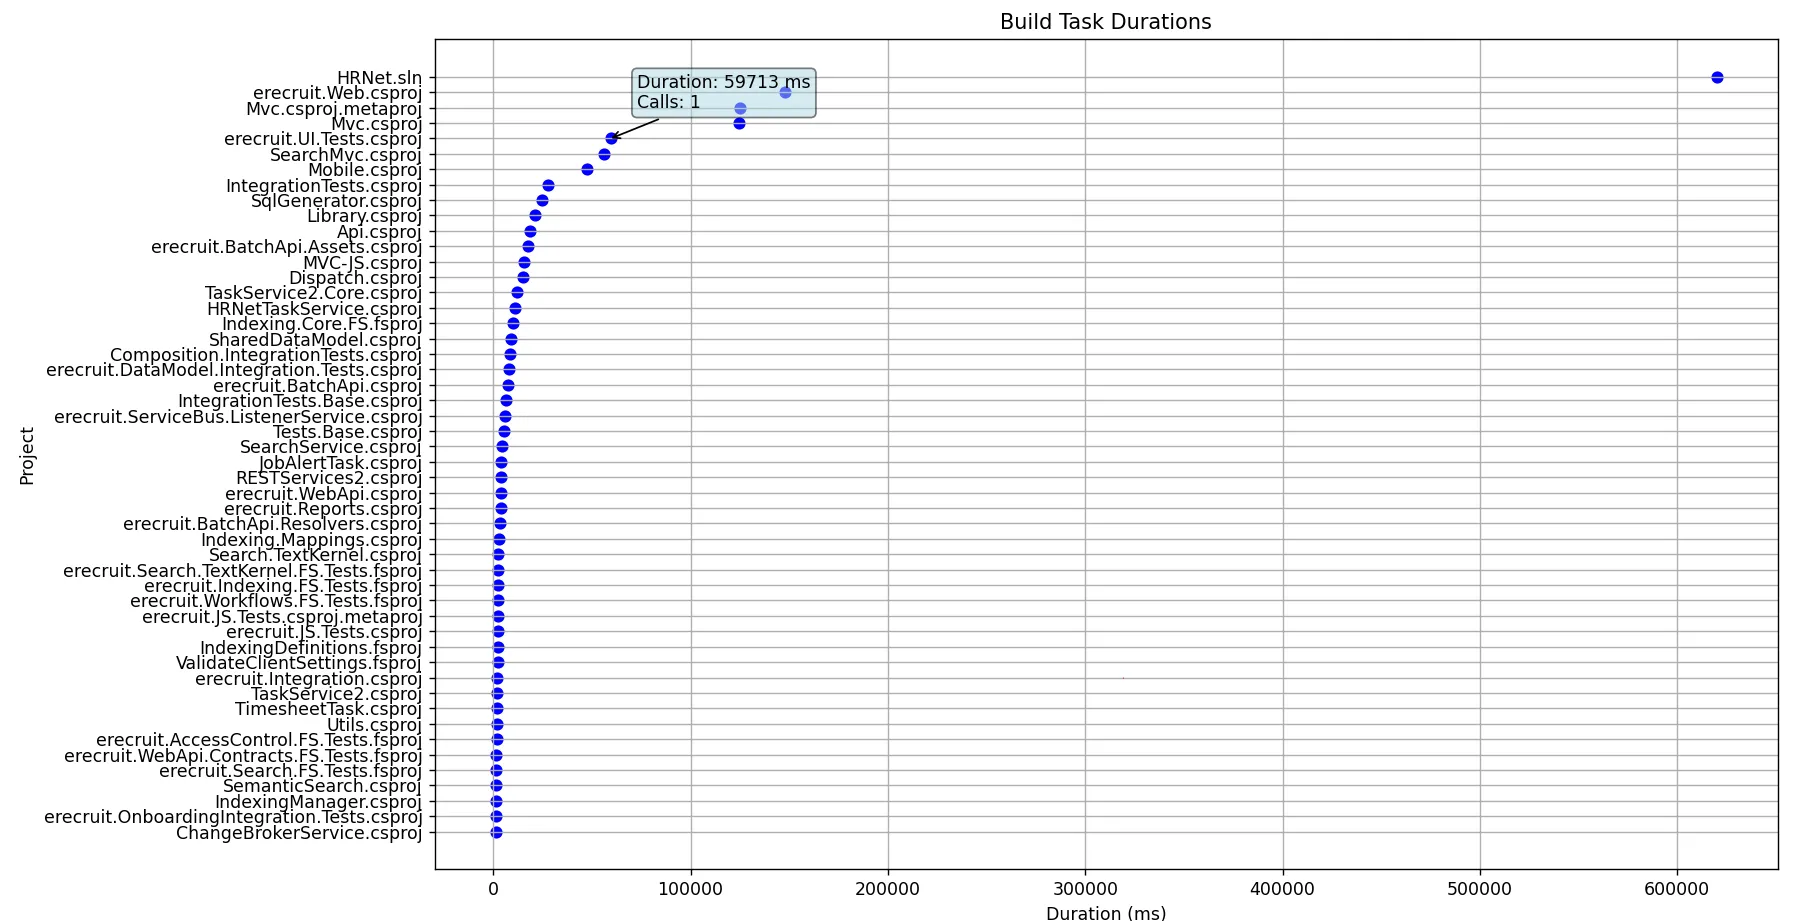 Build Task Durations
HRNet.sln
erecruit.Web.csproj
Mvc.csproj.metaproj
Mvc.csproj
erecruit.UI.Tests.csproj
SearchMvc.csproj
Mobile.csproj
IntegrationTests.csproj
SqlGenerator.csproj
Library.csproj
Api.csproj
erecruit.BatchApi.Assets.csproj
MVC-JS.csproj
Dispatch.csproj
TaskService2.Core.csproj
HRNetTaskService.csproj
Indexing.Core.FS.fsproj
SharedDataModel.csproj
Composition.IntegrationTests.csproj
erecruit.DataModel.Integration.Tests.csproj
erecruit.BatchApi.csproj
IntegrationTests.Base.csproj
erecruit.ServiceBus.ListenerService.csproj
Tests.Base.csproj
SearchService.csproj
JobAlertTask.csproj
RESTServices2.csproj
erecruit.WebApi.csproj
erecruit.Reports.csproj
erecruit.BatchApi.Resolvers.csproj
Indexing.Mappings.csproj
Search.TextKernel.csproj
erecruit.Search.TextKernel.FS.Tests.fsproj
erecruit.Indexing.FS.Tests.fsproj
erecruit.Workflows.FS.Tests.fsproj
erecruit.JS.Tests.csproj.metaproj
erecruit.JS.Tests.csproj
IndexingDefinitions.fsproj
ValidateClientSettings.fsproj
erecruit.Integration.csproj
TaskService2.csproj
TimesheetTask.csproj
Utils.csproj
erecruit.AccessControl.FS.Tests.fsproj
erecruit.WebApi.Contracts.FS.Tests.fsproj
erecruit.Search.FS.Tests.fsproj
SemanticSearch.csproj
IndexingManager.csproj
erecruit.OnboardingIntegration.Tests.csproj
ChangeBrokerService.csproj
Project
Duration: 59713 ms
Calls: 1
0 100000 200000 300000 400000 500000 600000
Duration (ms)